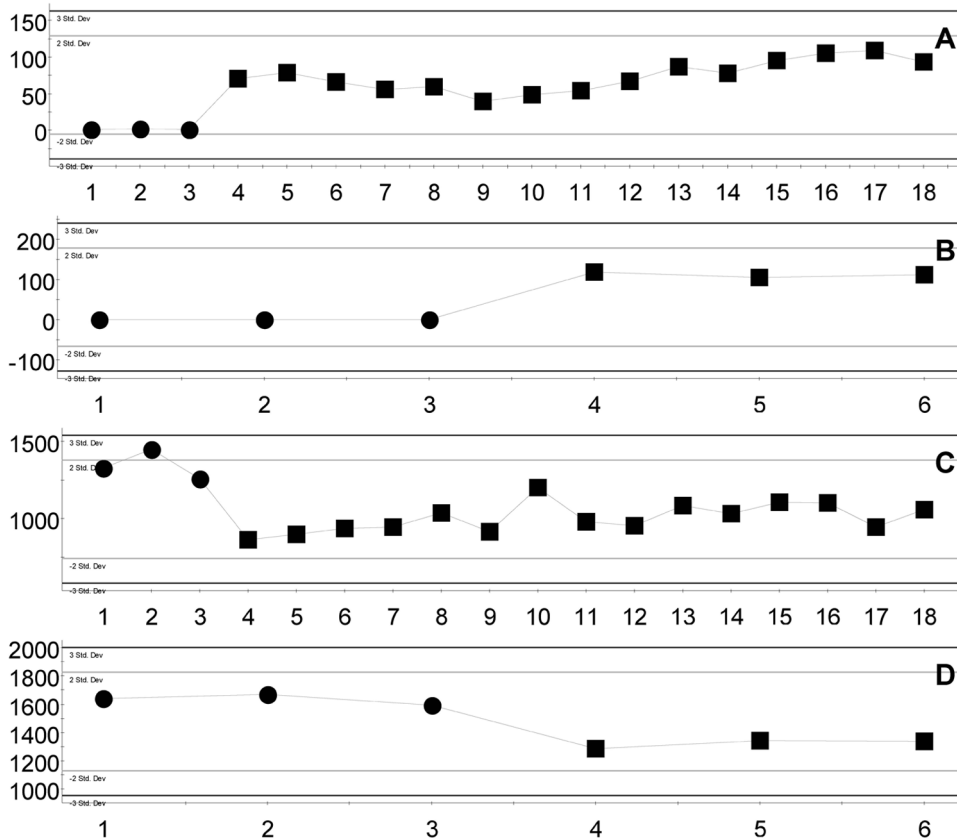 150
3 Std. Dev
A
2 Std. Dev
100
50
0
-2 Std. Dev
-3 Std. Dev
1 2 3 4 5 6 7 8 9 10 11 12 13 14 15 16 17 18
3 Std. Dev
200
B
2 Std. Dev
100
0
-2 Std. Dev
-100
-3 Std. Dev
1 2 3 4 5 6
1500
3 Std. Dev
C
2 Std. Dev
1000
-2 Std. Dev
-3 Std. Dev
1 2 3 4 5 6 7 8 9 10 11 12 13 14 15 16 17 18
2000
3 Std. Dev
1800
2 Std. Dev
D
1600
1400
1200
-2 Std. Dev
1000
-3 Std. Dev
1 2 3 4 5 6